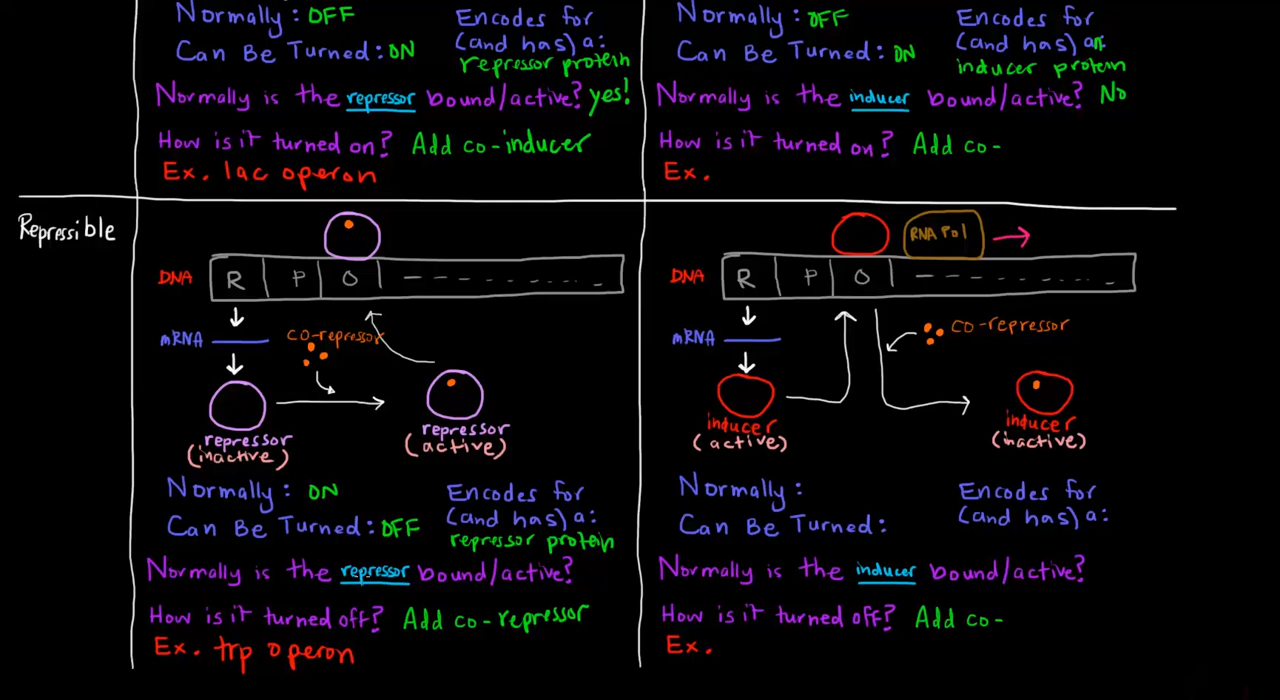 Normally: OFF
Can Be Turned: ON
Encodes for
(and has) a:
repressor protein
Normally is the repressor bound/active? yes!
How is it turned on? Add co-inducer
Ex. lac operon
Normally: OFF
Can Be Turned: ON
Encodes for
(and has) an:
inducer protein
Normally is the inducer bound/active? No
How is it turned on? Add co-
Ex.
Repressible
DNA R P O
mRNA
co-repressor
repressor
(inactive)
repressor
(active)
Normally: ON
Can Be Turned: OFF
Encodes for
(and has) a:
repressor protein
Normally is the repressor bound/active?
How is it turned off? Add co-repressor
Ex. trp operon
RNA Pol
DNA R P O
mRNA
co-repressor
inducer
(active)
inducer
(inactive)
Normally:
Can Be Turned:
Encodes for
(and has) a:
Normally is the inducer bound/active?
How is it turned off? Add co-
Ex.